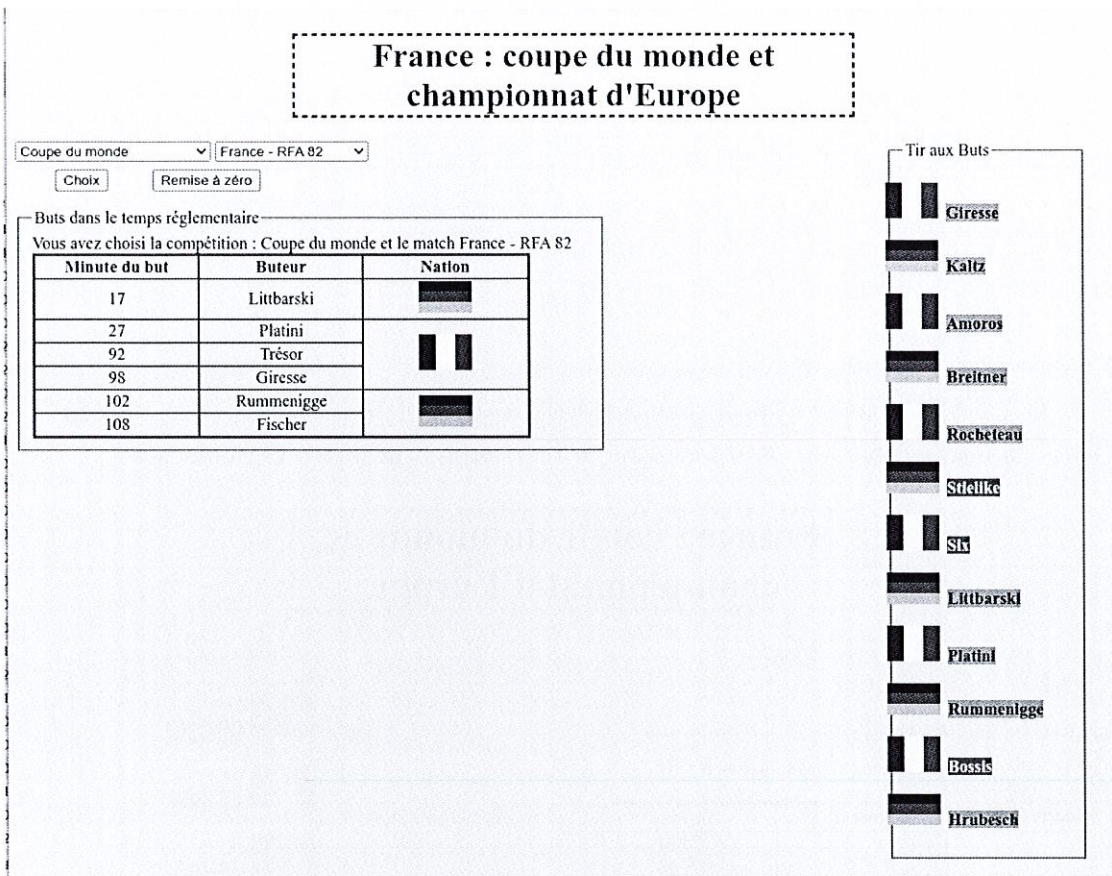 France : coupe du monde et
championnat d'Europe
Coupe du monde France - RFA 82
Choix Remise à zéro
Buts dans le temps réglementaire
Vous avez choisi la compétition : Coupe du monde et le match France - RFA 82
Minute du but Buteur Nation
17 Littbarski
27 Platini
92 Trésor
98 Giresse
102 Rummenigge
108 Fischer
Tir aux Buts
Giresse
Kaltz
Amoros
Breitner
Rocheteau
Stielike
Six
Littbarski
Platini
Rummenigge
Bossis
Hrubesch